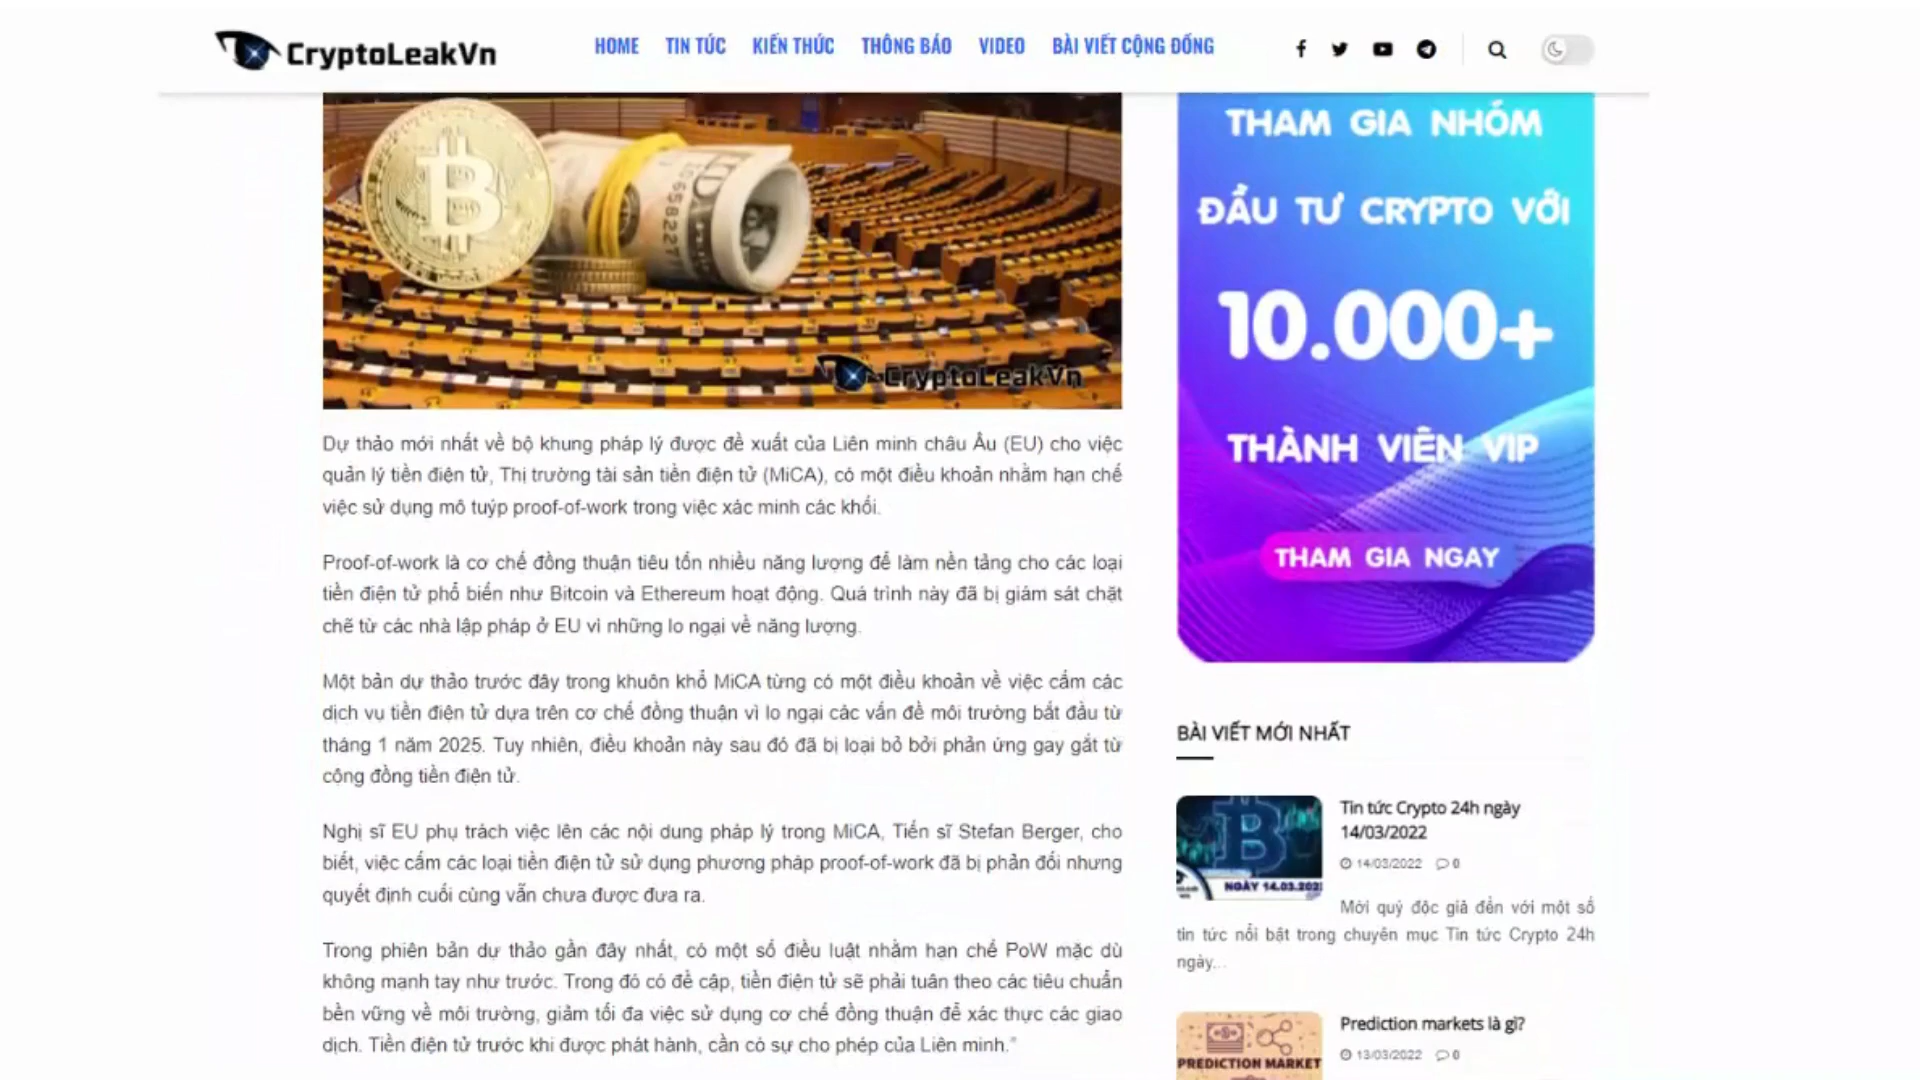 CryptoLeakVn
HOME TIN TỨC KIẾN THỨC THÔNG BÁO VIDEO BÀI VIẾT CỘNG ĐỒNG
CryptoLeakVn
Dự thảo mới nhất về bộ khung pháp lý được đề xuất của Liên minh châu Âu (EU) cho việc
quản lý tiền điện tử, Thị trường tài sản tiền điện tử (MiCA), có một điều khoản nhằm hạn chế
việc sử dụng mô tuýp proof-of-work trong việc xác minh các khối.
Proof-of-work là cơ chế đồng thuận tiêu tốn nhiều năng lượng để làm nền tảng cho các loại
tiền điện tử phổ biến như Bitcoin và Ethereum hoạt động. Quá trình này đã bị giám sát chặt
chẽ từ các nhà lập pháp ở EU vì những lo ngại về năng lượng.
Một bản dự thảo trước đây trong khuôn khổ MiCA từng có một điều khoản về việc cấm các
dịch vụ tiền điện tử dựa trên cơ chế đồng thuận vì lo ngại các vấn đề môi trường bắt đầu từ
tháng 1 năm 2025. Tuy nhiên, điều khoản này sau đó đã bị loại bỏ bởi phản ứng gay gắt từ
cộng đồng tiền điện tử.
Nghị sĩ EU phụ trách việc lên các nội dung pháp lý trong MiCA, Tiến sĩ Stefan Berger, cho
biết, việc cấm các loại tiền điện tử sử dụng phương pháp proof-of-work đã bị phản đối nhưng
quyết định cuối cùng vẫn chưa được đưa ra.
Trong phiên bản dự thảo gần đây nhất, có một số điều luật nhằm hạn chế PoW mặc dù
không mạnh tay như trước. Trong đó có đề cập, tiền điện tử sẽ phải tuân theo các tiêu chuẩn
bền vững về môi trường, giảm tối đa việc sử dụng cơ chế đồng thuận để xác thực các giao
dịch. Tiền điện tử trước khi được phát hành, cần có sự cho phép của Liên minh.”
THAM GIA NHÓM
ĐẦU TƯ CRYPTO VỚI
10.000+
THÀNH VIÊN VIP
THAM GIA NGAY
BÀI VIẾT MỚI NHẤT
NGÀY 14.03.202
Tin tức Crypto 24h ngày
14/03/2022
14/03/2022 0
Mời quý độc giả đến với một số
tin tức nổi bật trong chuyên mục Tin tức Crypto 24h
ngày...
PREDICTION MARKET
Prediction markets là gì?
13/03/2022 0